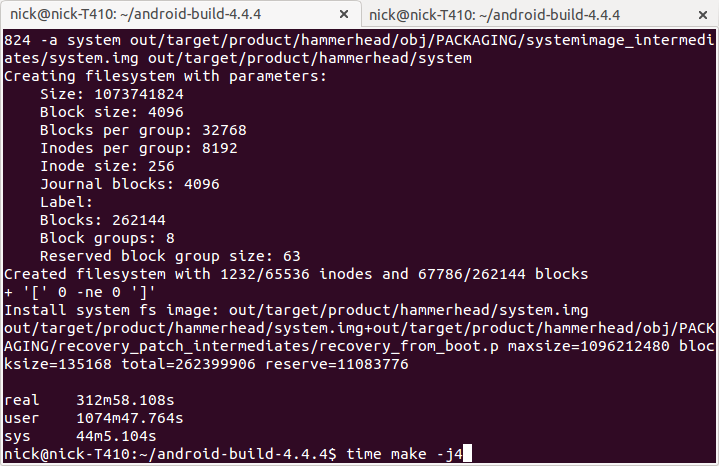 nick@nick-T410: ~/android-build-4.4.4 × nick@nick-T410: ~/android-build-4.4.4 ×
824 -a system out/target/product/hammerhead/obj/PACKAGING/systemimage_intermedi
ates/system.img out/target/product/hammerhead/system
Creating filesystem with parameters:
    Size: 1073741824
    Block size: 4096
    Blocks per group: 32768
    Inodes per group: 8192
    Inode size: 256
    Journal blocks: 4096
    Label:
    Blocks: 262144
    Block groups: 8
    Reserved block group size: 63
Created filesystem with 1232/65536 inodes and 67786/262144 blocks
+ '[' 0 -ne 0 ']'
Install system fs image: out/target/product/hammerhead/system.img
out/target/product/hammerhead/system.img+out/target/product/hammerhead/obj/PACK
AGING/recovery_patch_intermediates/recovery_from_boot.p maxsize=1096212480 bloc
ksize=135168 total=262399906 reserve=11083776

real    312m58.108s
user    1074m47.764s
sys     44m5.104s
nick@nick-T410:~/android-build-4.4.4$ time make -j4